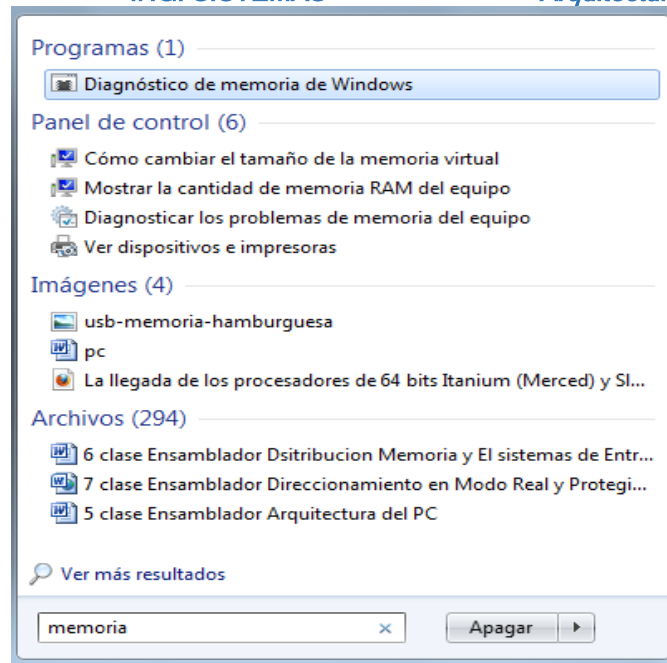 Programas (1)
Diagnóstico de memoria de Windows
Panel de control (6)
Cómo cambiar el tamaño de la memoria virtual
Mostrar la cantidad de memoria RAM del equipo
Diagnosticar los problemas de memoria del equipo
Ver dispositivos e impresoras
Imágenes (4)
usb-memoria-hamburguesa
pc
La llegada de los procesadores de 64 bits Itanium (Merced) y Sl...
Archivos (294)
6 clase Ensamblador Dsitribucion Memoria y El sistemas de Entr...
7 clase Ensamblador Direccionamiento en Modo Real y Protegi...
5 clase Ensamblador Arquitectura del PC
Ver más resultados
memoria
Apagar